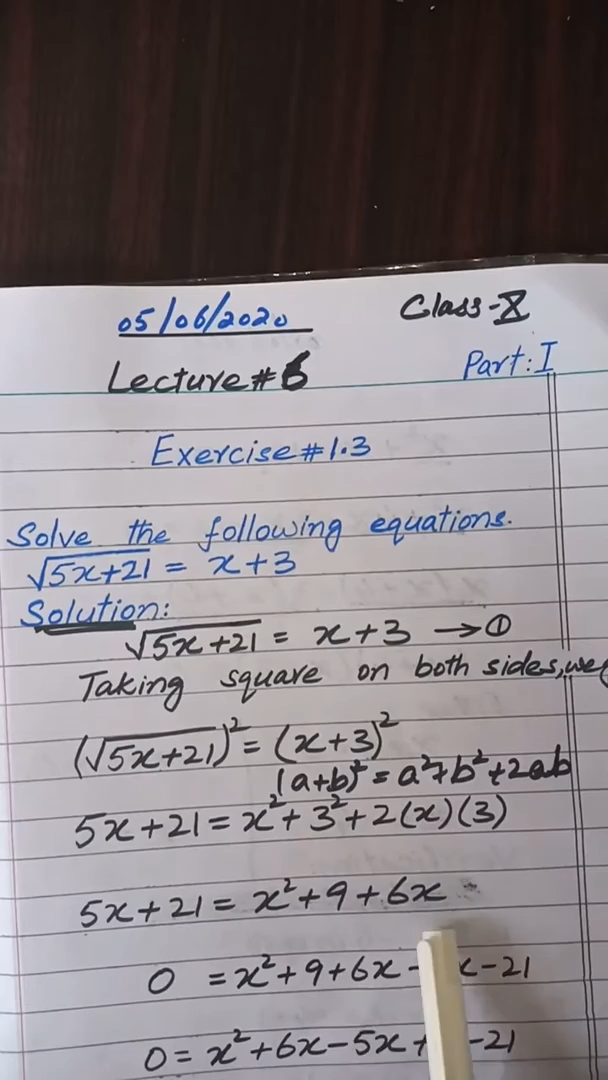 05/06/2020
Class-X
Lecture # 6
Part: I
Exercise # 1.3
Solve the following equations.
√5x+21 = x+3
Solution:
√5x+21 = x+3 → ①
Taking square on both sides, we
(√5x+21)² = (x+3)²
(a+b)² = a²+b²+2ab
5x+21 = x²+3²+2(x)(3)
5x+21 = x²+9+6x
0 = x²+9+6x- x-21
0 = x²+6x-5x+ -21